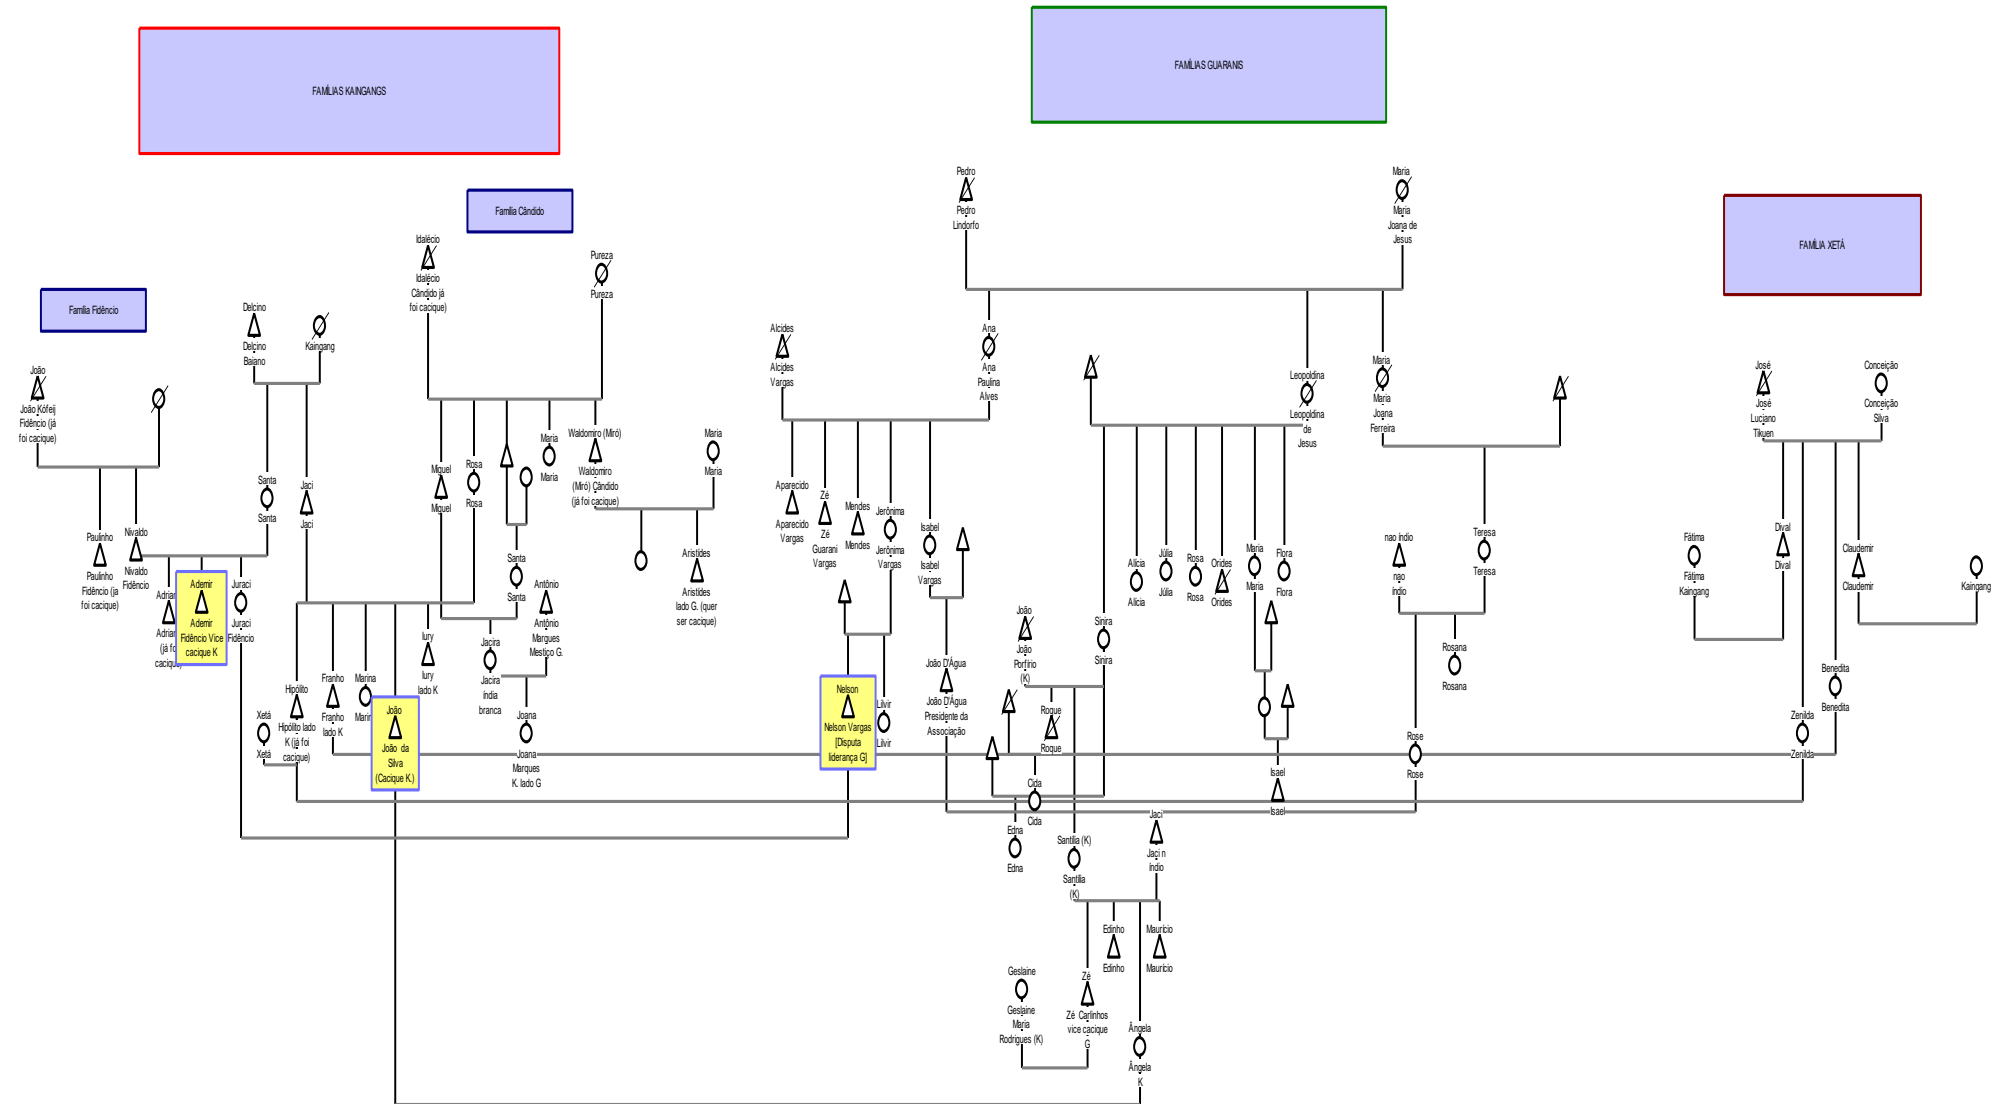 FAMÍLIAS KAINGANGS
FAMÍLIAS GUARANIS
FAMÍLIA XETÁ
Família Cândido
Família Fidêncio
João
João Kófeij
Fidêncio (já
foi cacique)
Paulinho
Paulinho
Fidêncio (ja
foi cacique)
Nivaldo
Nivaldo
Fidêncio
Delcino
Delcino
Baiano
Kaingang
Santa
Santa
Jaci
Jaci
Ademir
Ademir
Fidêncio Vice
cacique K
Juraci
Juraci
Fidêncio
Idalécio
Idalécio
Cândido já
foi cacique)
Pureza
Pureza
Miguel
Miguel
Rosa
Rosa
Maria
Maria
Waldomiro (Miró)
Waldomiro
(Miró) Cândido
(já foi cacique)
Maria
Maria
Aristides
Aristides
lado G. (quer
ser cacique)
Santa
Santa
Antônio
Antônio
Marques
Mestiço G.
Jacira
Jacira
índia
branca
Joana
Joana
Marques
K. lado G
Iury
Iury
lado K
Xetá
Xetá
Hipólito
Hipólito lado
K (já foi
cacique)
Franho
Franho
lado K
Marina
João
João da
Silva
(Cacique K.)
Pedro
Pedro
Lindorfo
Maria
Maria
Joana de
Jesus
Alcides
Alcides
Vargas
Ana
Ana
Paulina
Alves
Leopoldina
Leopoldina
de
Jesus
Maria
Maria
Joana
Ferreira
Aparecido
Aparecido
Vargas
Zé
Zé
Guarani
Vargas
Mendes
Mendes
Jerônima
Jerônima
Vargas
Isabel
Isabel
Vargas
Nelson
Nelson Vargas
[Disputa
liderança G]
Lilvir
Lilvir
João D'Água
João D'Água
Presidente da
Associação
João
João
Porfírio
(K)
Sinira
Sinira
Alícia
Alícia
Júlia
Júlia
Rosa
Rosa
Orides
Orides
Maria
Maria
Flora
Flora
Isael
Isael
Roque
Roque
Cida
Cida
Edna
Edna
Santília (K)
Santília
(K)
Jaci
Jaci n
índio
Edinho
Edinho
Maurício
Maurício
Geslaine
Geslaine
Maria
Rodrigues (K)
Zé
Zé Carlinhos
vice cacique
G
Ângela
Ângela
K
nao índio
nao
índio
Teresa
Teresa
Rosana
Rosana
Rose
Rose
José
José
Luciano
Tikuen
Conceição
Conceição
Silva
Fátima
Fátima
Kaingang
Dival
Dival
Claudemir
Claudemir
Kaingang
Benedita
Benedita
Zenilda
Zenilda